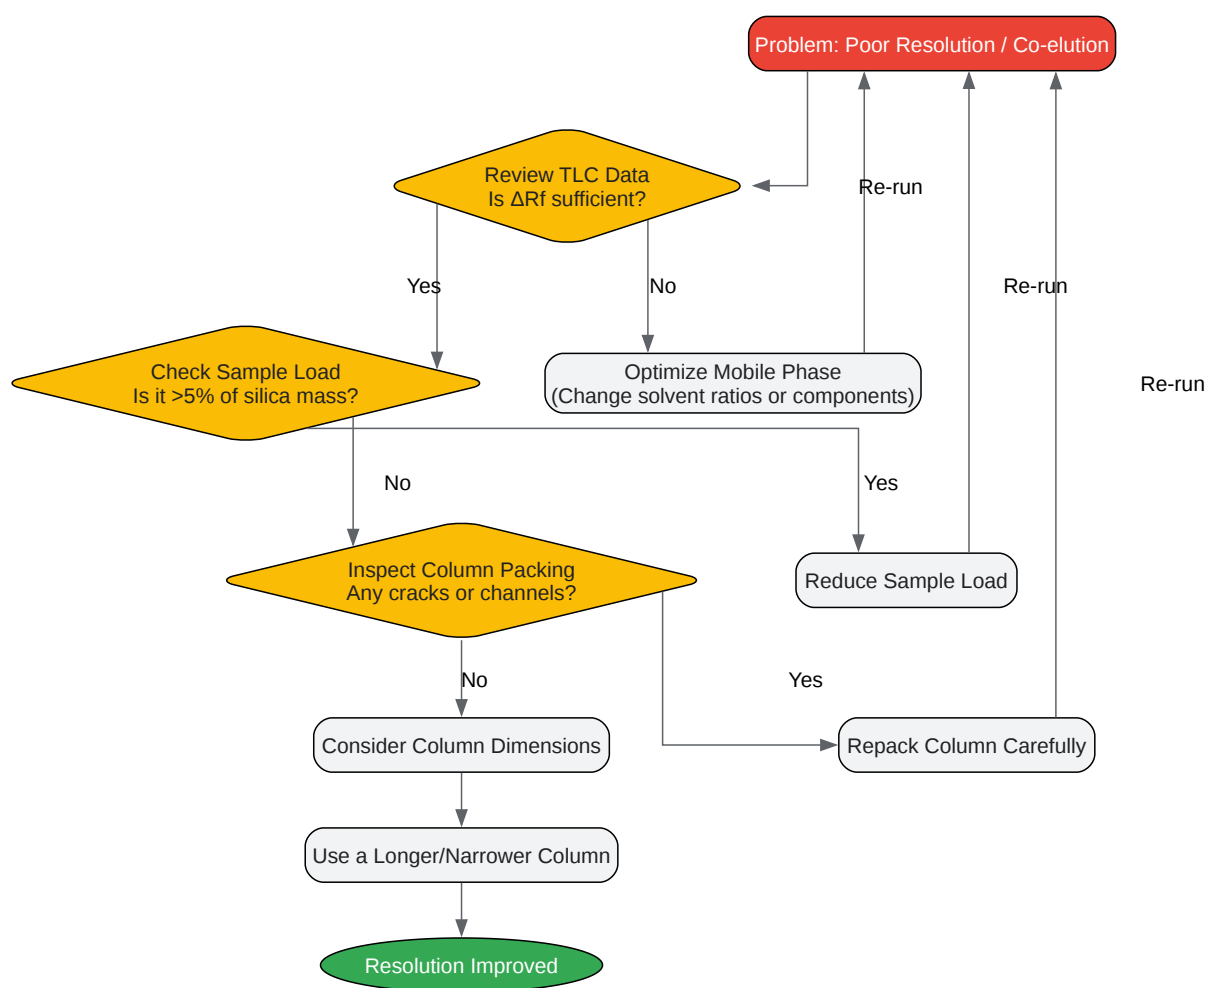 Problem: Poor Resolution / Co-elution
Review TLC Data
Is ΔRf sufficient?
Re-run
Yes
No
Re-run
Check Sample Load
Is it >5% of silica mass?
Optimize Mobile Phase
(Change solvent ratios or components)
Re-run
No
Yes
Inspect Column Packing
Any cracks or channels?
Reduce Sample Load
No
Yes
Consider Column Dimensions
Repack Column Carefully
Use a Longer/Narrower Column
Resolution Improved